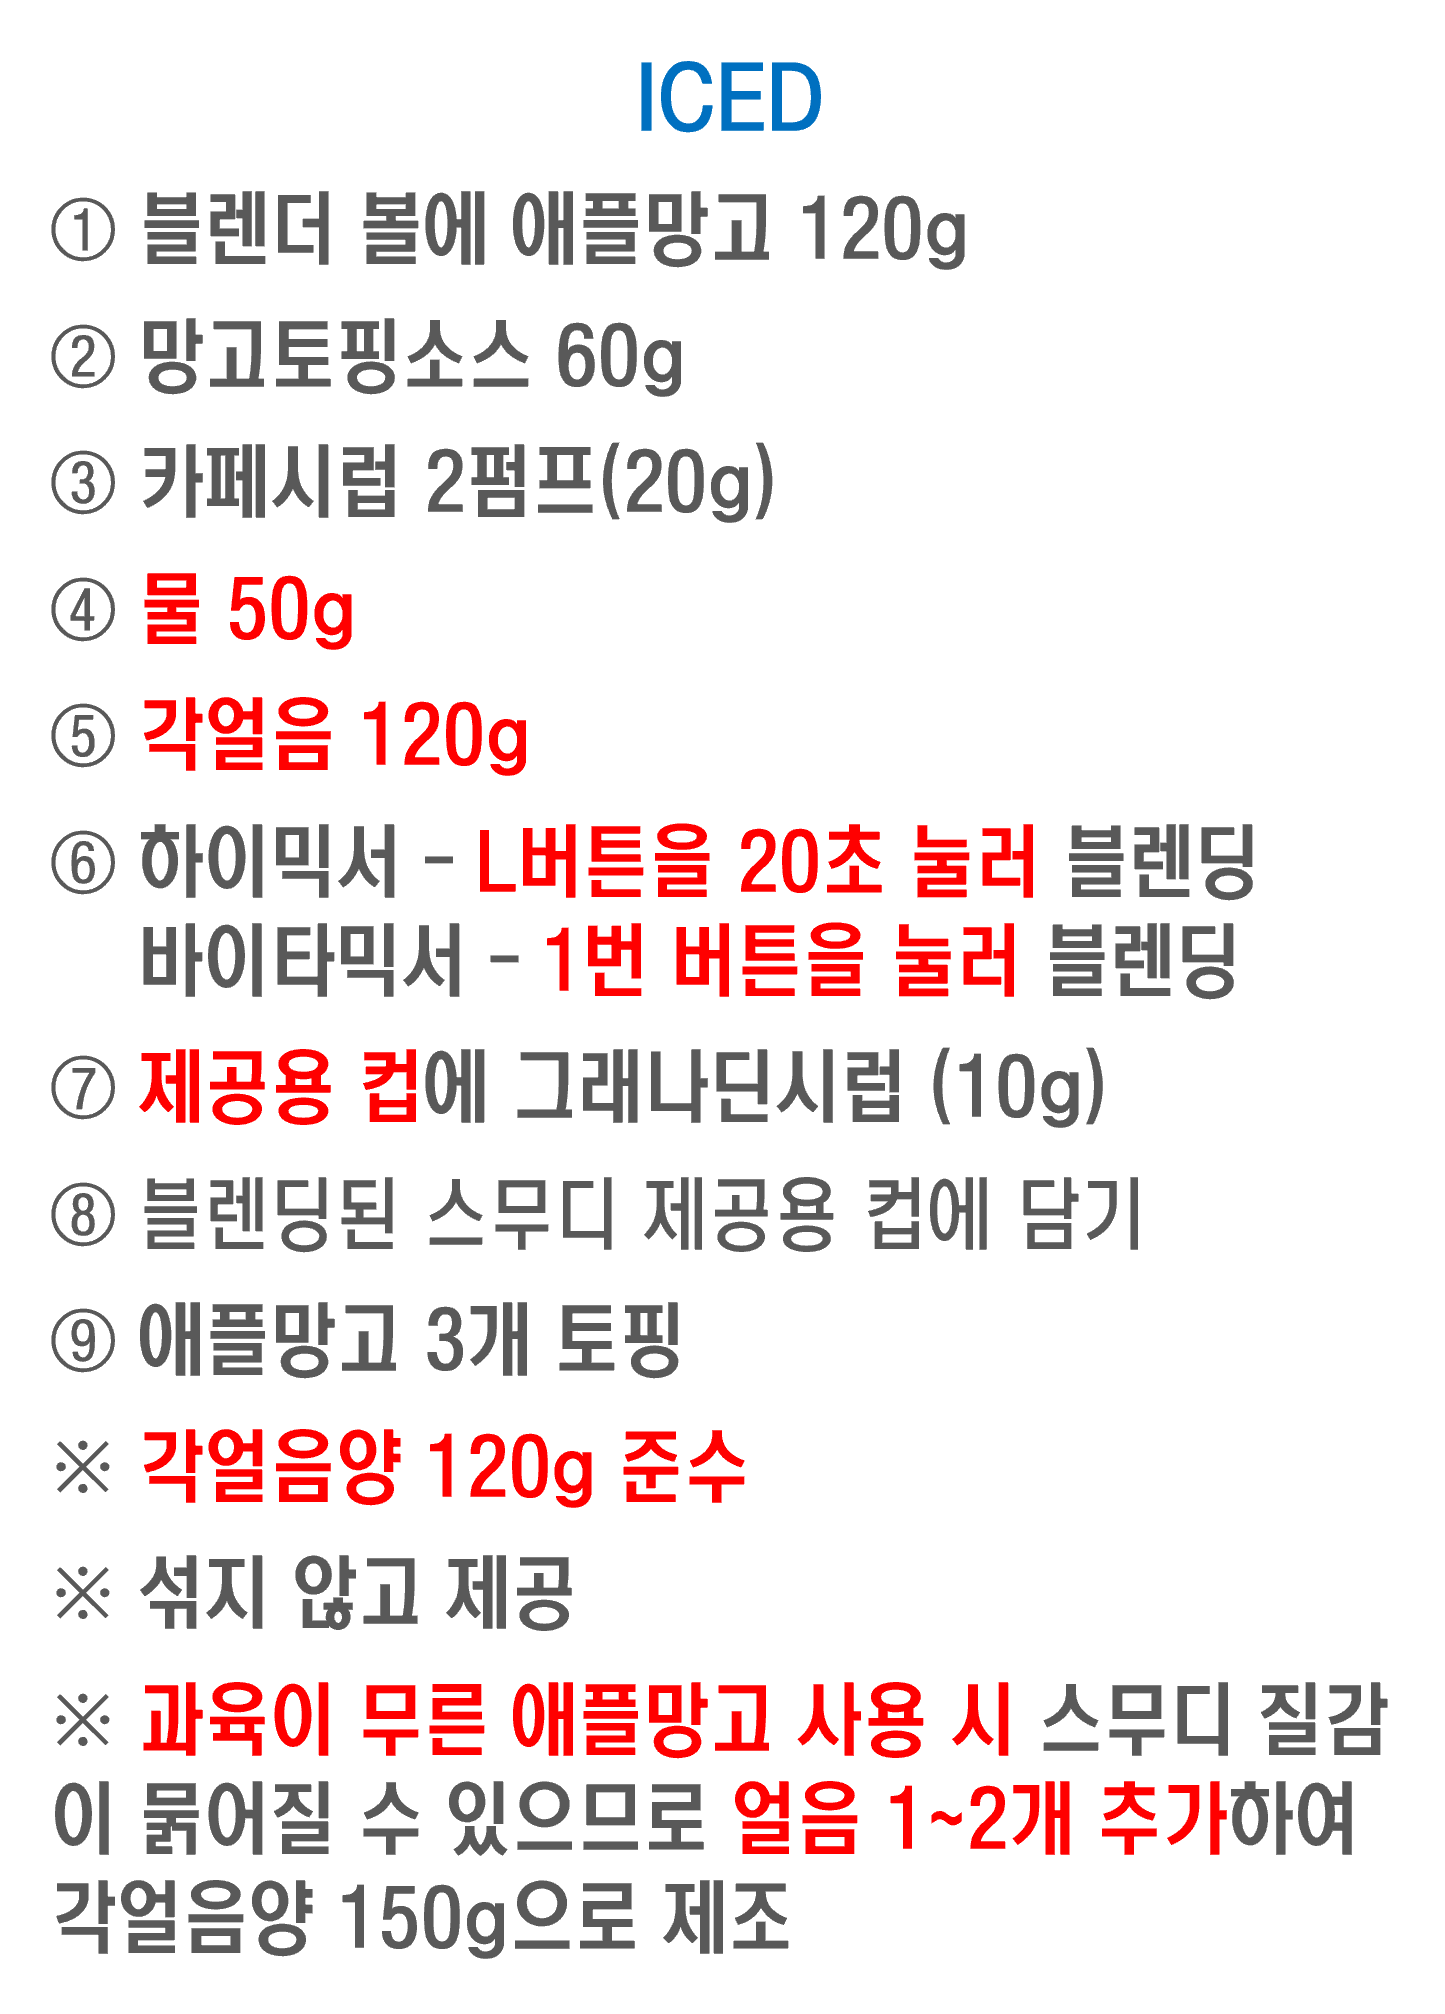 ICED
① 블렌더 볼에 애플망고 120g
② 망고토핑소스 60g
③ 카페시럽 2펌프(20g)
④ 물 50g
⑤ 각얼음 120g
⑥ 하이믹서 - L버튼을 20초 눌러 블렌딩
바이타믹서 - 1번 버튼을 눌러 블렌딩
⑦ 제공용 컵에 그래나딘시럽 (10g)
⑧ 블렌딩된 스무디 제공용 컵에 담기
⑨ 애플망고 3개 토핑
※ 각얼음양 120g 준수
※ 섞지 않고 제공
※ 과육이 무른 애플망고 사용 시 스무디 질감
이 묽어질 수 있으므로 얼음 1~2개 추가하여
각얼음양 150g으로 제조